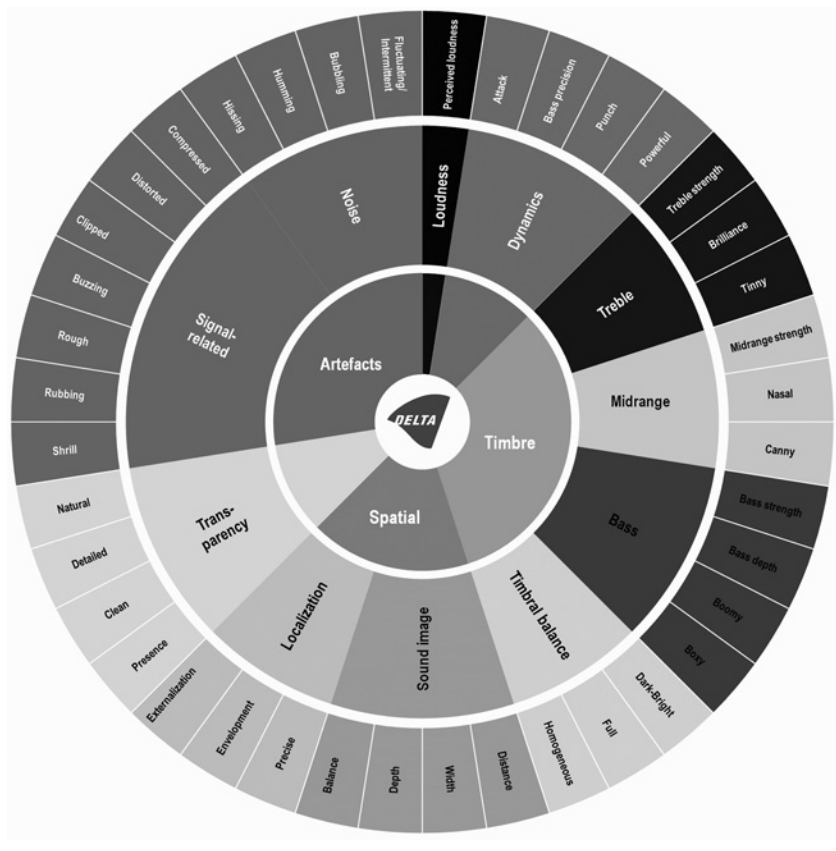 Perceived loudness
Attack
Bass precision
Punch
Powerful
Treble strength
Brilliance
Tinny
Midrange strength
Nasal
Canny
Bass strength
Bass depth
Boomy
Boxy
Dark-Bright
Full
Homogeneous
Distance
Width
Depth
Balance
Precise
Envelopment
Externalization
Presence
Clean
Detailed
Natural
Shrill
Rubbing
Rough
Buzzing
Clipped
Distorted
Compressed
Hissing
Humming
Bubbling
Fluctuating/
Intermittent
Loudness
Dynamics
Treble
Midrange
Bass
Timbral balance
Sound image
Localization
Trans-
parency
Signal-
related
Noise
Artefacts
Timbre
Spatial
DELTA